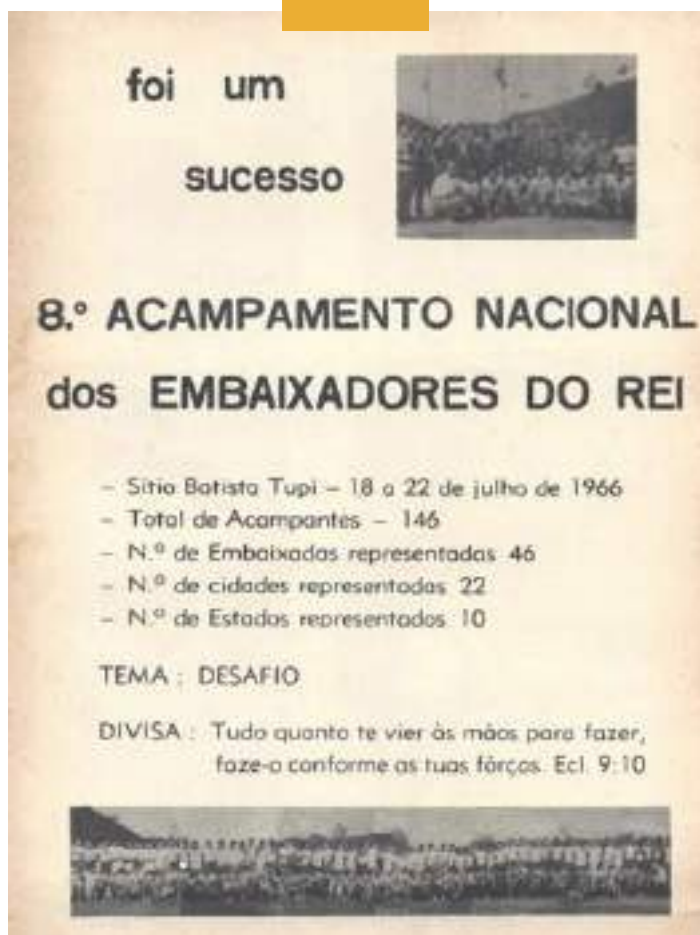 foi um
sucesso
8.º ACAMPAMENTO NACIONAL
dos EMBAIXADORES DO REI
- Sítio Batista Tupi - 18 a 22 de julho de 1966
- Total de Acampantes - 146
- N.º de Embaixadas representadas 46
- N.º de cidades representadas 22
- N.º de Estados representados 10
TEMA : DESAFIO
DIVISA : Tudo quanto te vier às mãos para fazer,
faze-o conforme as tuas fôrças. Ecl. 9:10